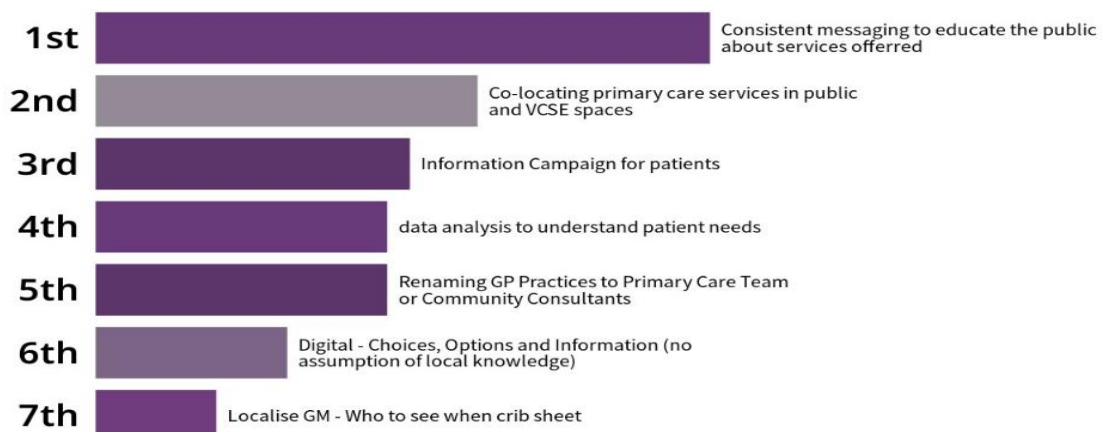 1st
Consistent messaging to educate the public
about services offerred
2nd
Co-locating primary care services in public
and VCSE spaces
3rd
Information Campaign for patients
4th
data analysis to understand patient needs
5th
Renaming GP Practices to Primary Care Team
or Community Consultants
6th
Digital - Choices, Options and Information (no
assumption of local knowledge)
7th
Localise GM - Who to see when crib sheet